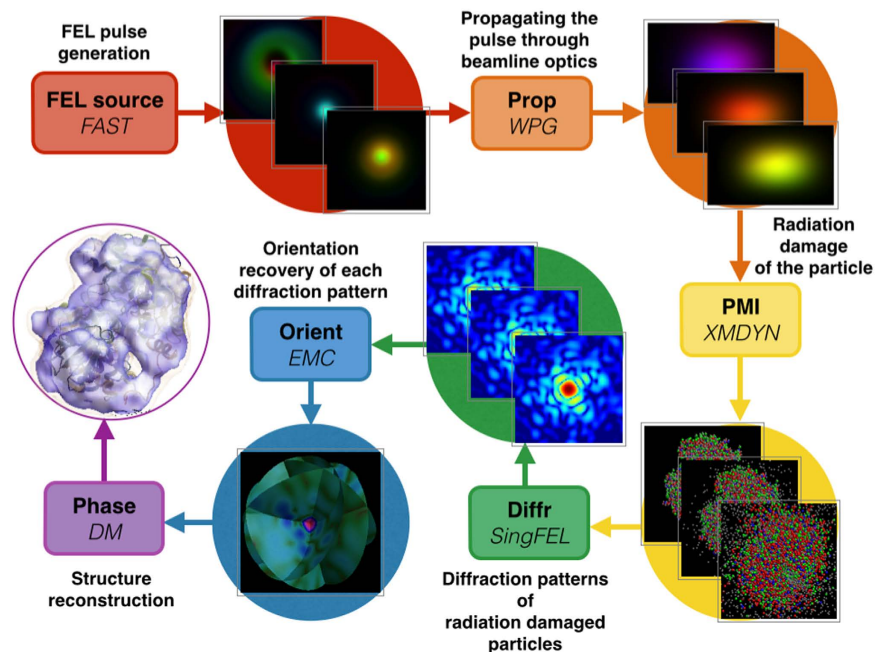 FEL pulse
generation
FEL source
FAST
Propagating the
pulse through
beamline optics
Prop
WPG
Radiation
damage
of the particle
PMI
XMDYN
Diffr
SingFEL
Diffraction patterns
of
radiation damaged
particles
Orientation
recovery of each
diffraction pattern
Orient
EMC
Phase
DM
Structure
reconstruction